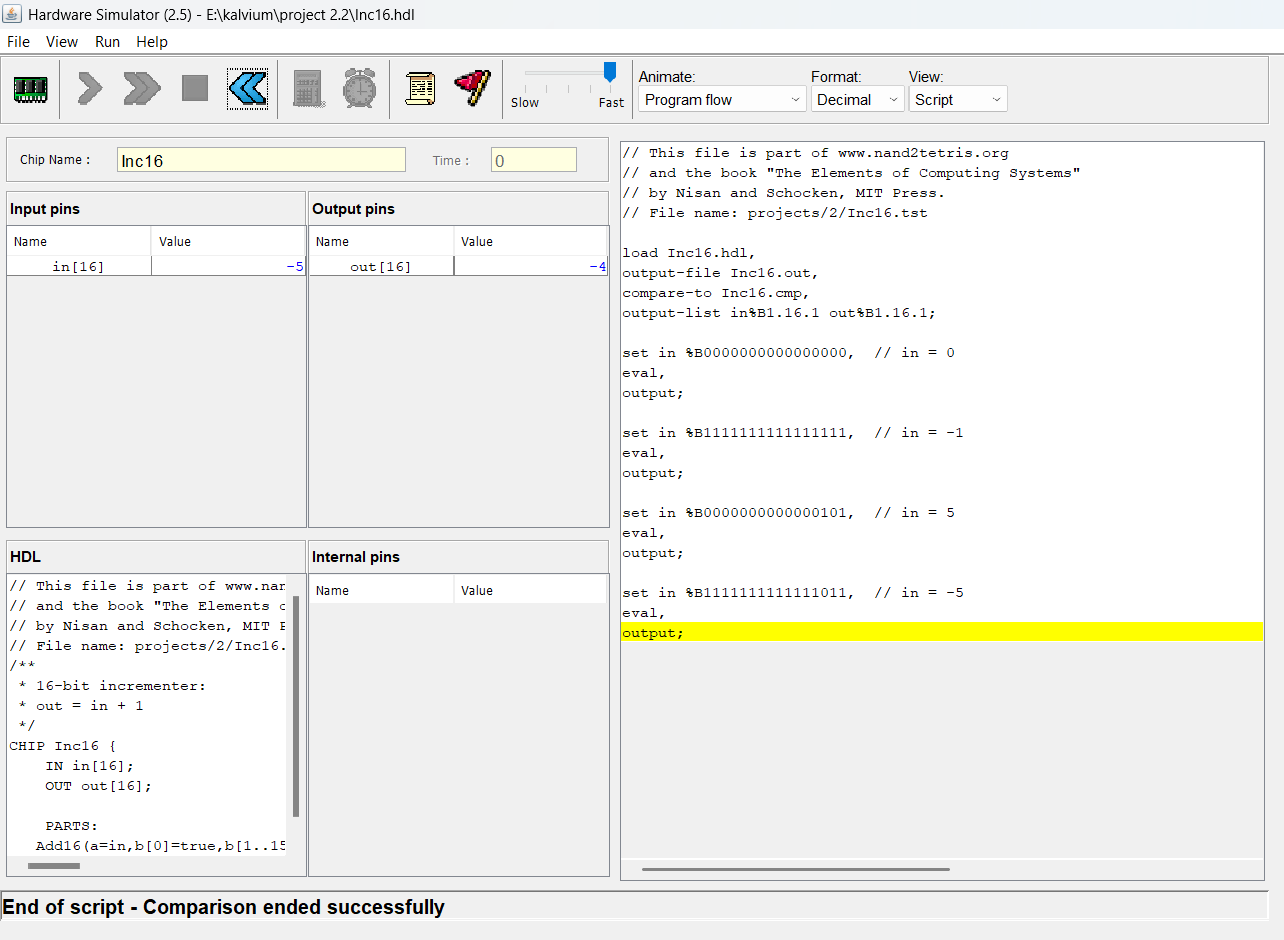 Hardware Simulator (2.5) - E:\kalvium\project 2.2\Inc16.hdl
File View Run Help
Slow Fast
Animate: Format: View:
Program flow Decimal Script
Chip Name : Inc16 Time : 0
Input pins
Name Value
in[16] -5
Output pins
Name Value
out[16] -4
HDL
// This file is part of www.nan
// and the book "The Elements o
// by Nisan and Schocken, MIT P
// File name: projects/2/Inc16.
/**
* 16-bit incrementer:
* out = in + 1
*/
CHIP Inc16 {
IN in[16];
OUT out[16];
PARTS:
Add16(a=in,b[0]=true,b[1..15
Internal pins
Name Value
// This file is part of www.nand2tetris.org
// and the book "The Elements of Computing Systems"
// by Nisan and Schocken, MIT Press.
// File name: projects/2/Inc16.tst
load Inc16.hdl,
output-file Inc16.out,
compare-to Inc16.cmp,
output-list in%B1.16.1 out%B1.16.1;
set in %B0000000000000000,  // in = 0
eval,
output;
set in %B1111111111111111,  // in = -1
eval,
output;
set in %B0000000000000101,  // in = 5
eval,
output;
set in %B1111111111111011,  // in = -5
eval,
output;
End of script - Comparison ended successfully